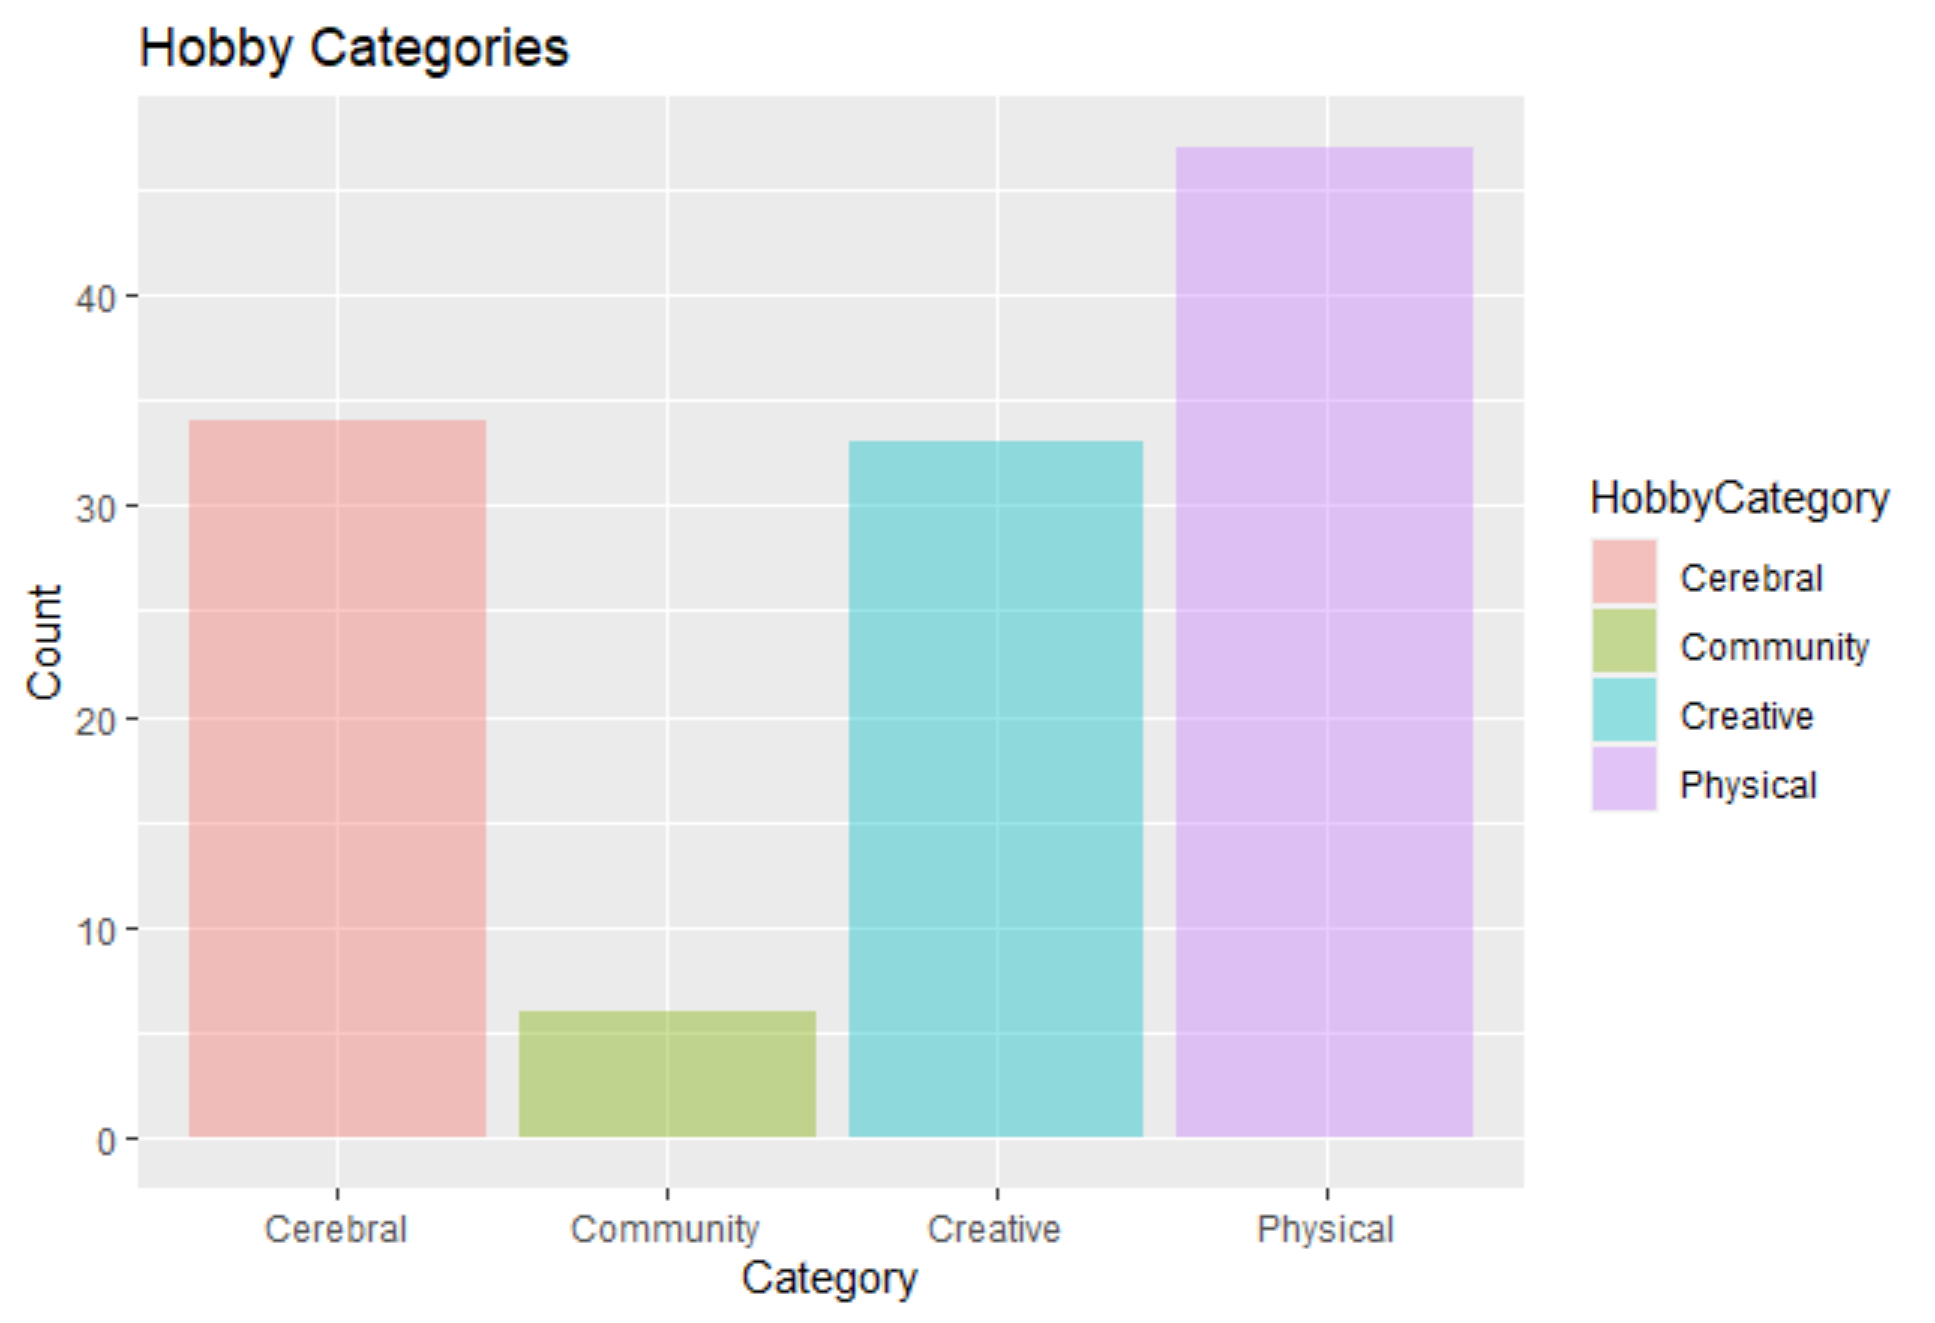 Hobby Categories
Count
40
30
20
10
0
Cerebral
Community
Creative
Physical
Category
HobbyCategory
Cerebral
Community
Creative
Physical